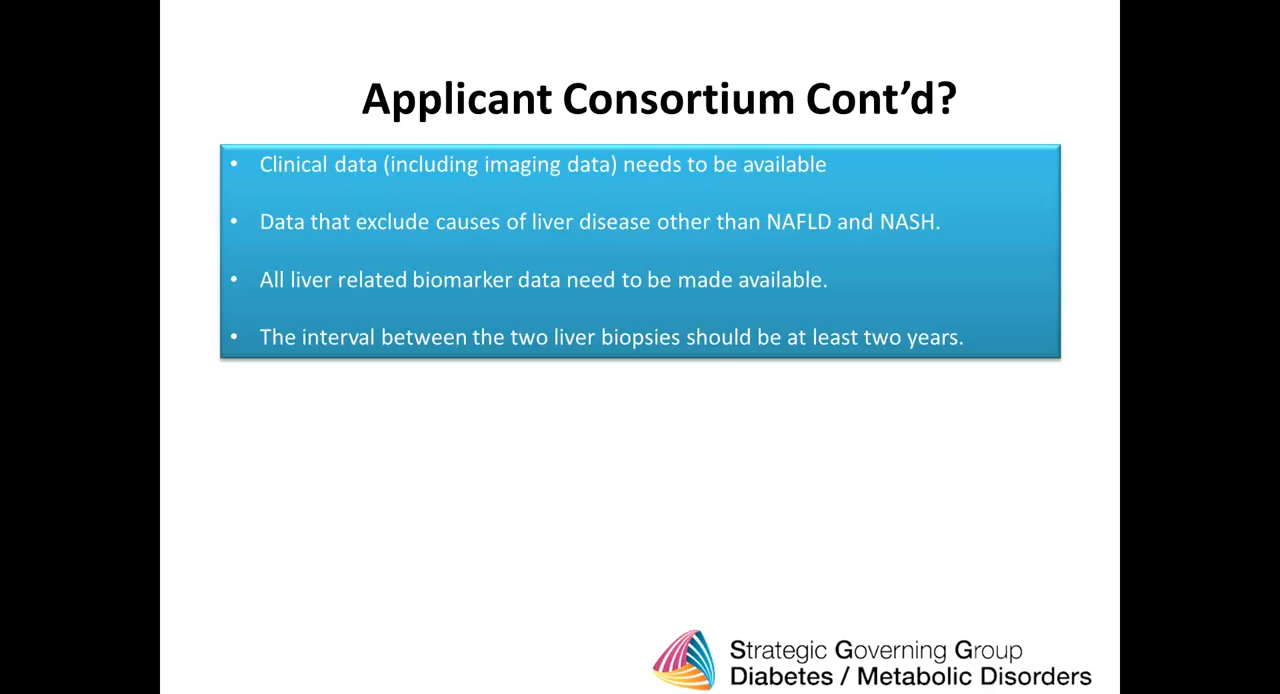 Applicant Consortium Cont’d?
• Clinical data (including imaging data) needs to be available
• Data that exclude causes of liver disease other than NAFLD and NASH.
• All liver related biomarker data need to be made available.
• The interval between the two liver biopsies should be at least two years.
Strategic Governing Group
Diabetes / Metabolic Disorders